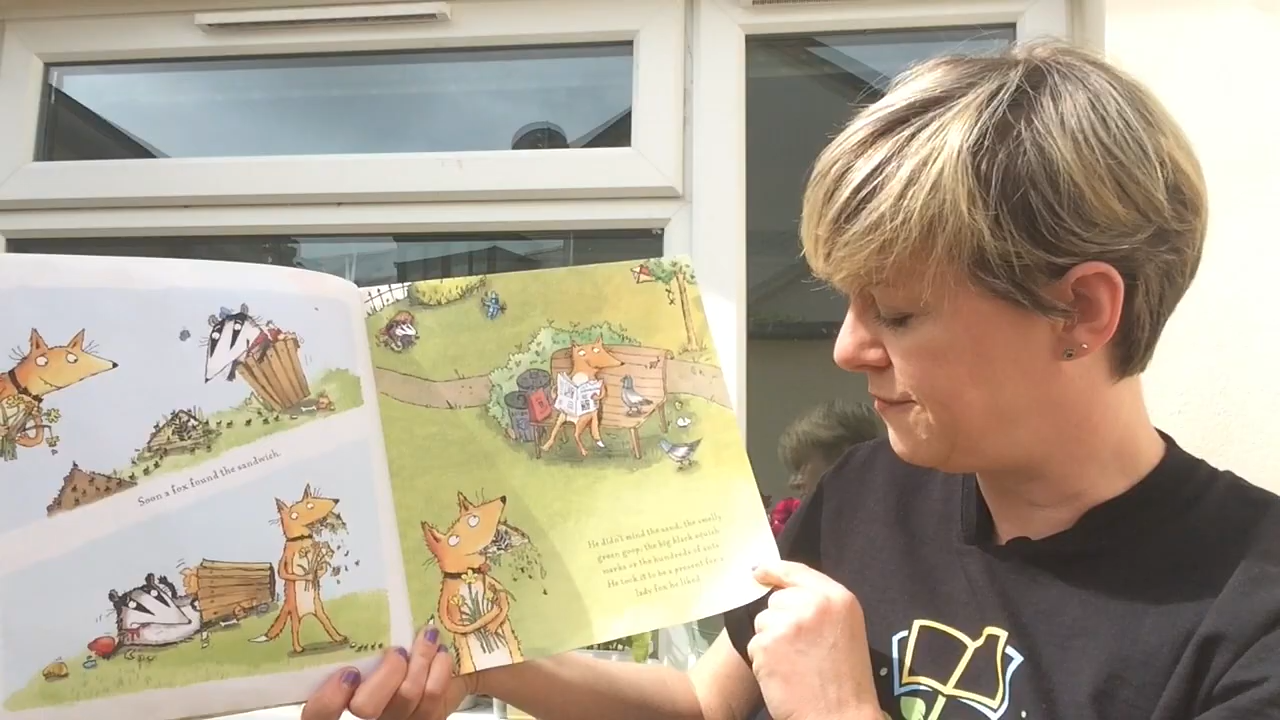 Soon a fox found the sandwich.
He didn't mind the sand, the smelly
green goop, the big black squish
marks or the hundreds of ants.
He took it to be a present for a
lady fox he liked.